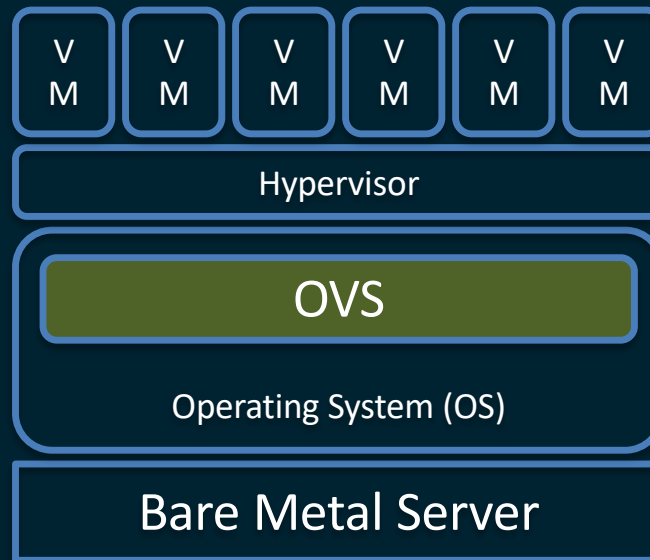 V V V V V V
M M M M M M
Hypervisor
OVS
Operating System (OS)
Bare Metal Server